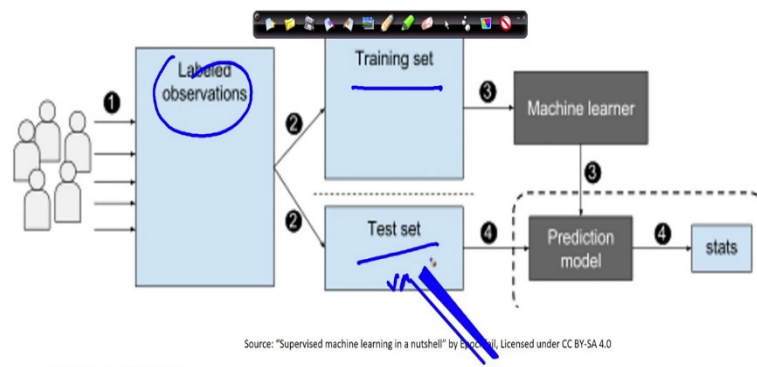 Labeled
observations
Training set
1
2
3
Machine learner
3
2
Test set
4
Prediction
model
4
stats
Source: "Supervised machine learning in a nutshell" by Epochfail, Licensed under CC BY-SA 4.0